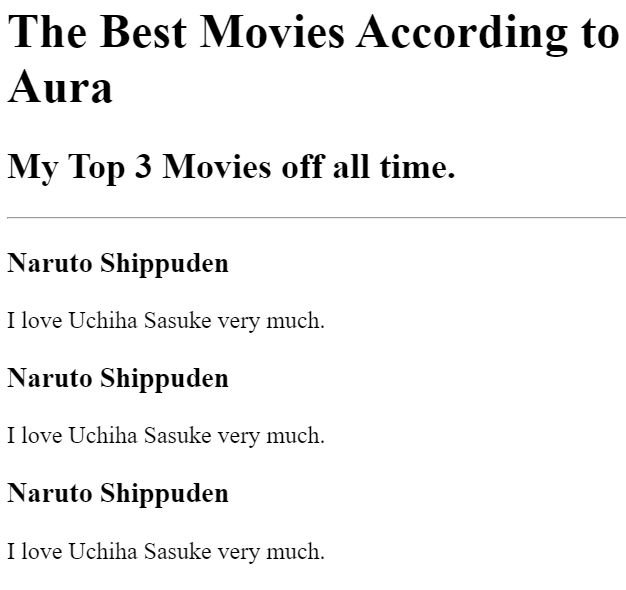 The Best Movies According to
Aura
My Top 3 Movies off all time.
Naruto Shippuden
I love Uchiha Sasuke very much.
Naruto Shippuden
I love Uchiha Sasuke very much.
Naruto Shippuden
I love Uchiha Sasuke very much.